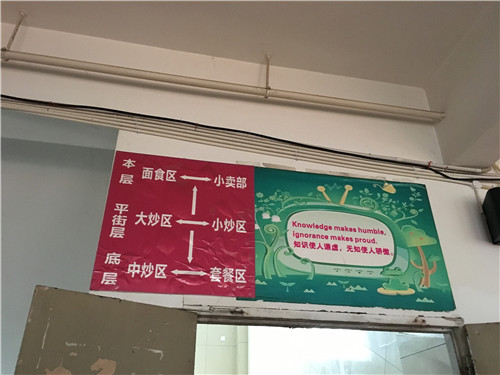 本层 面食区 小卖部
平街层 大炒区 小炒区
底层 中炒区 套餐区
Knowledge makes humble,
ignorance makes proud.
知识使人谦虚，无知使人骄傲。